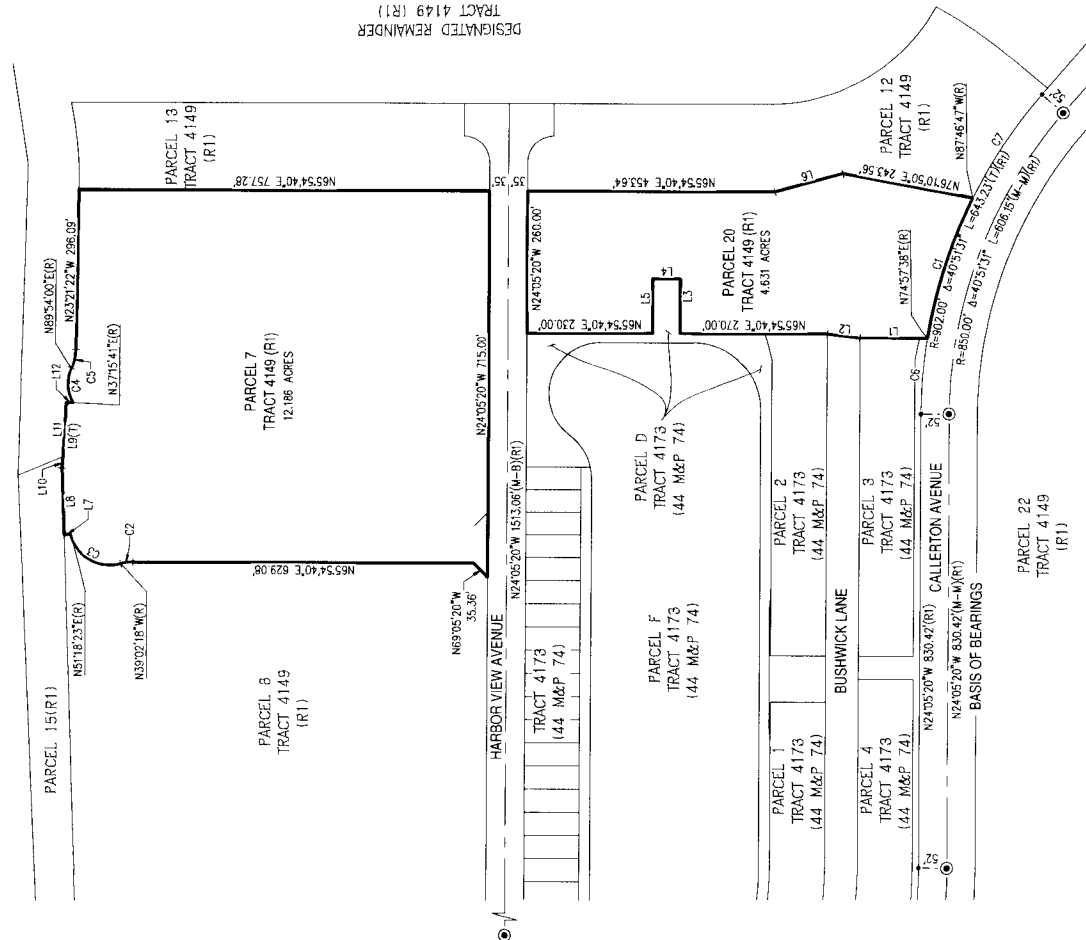 DESIGNATED REMAINDER
TRACT 4149 (R1)
PARCEL 15(R1)
L10
L11
L12
N89°54'00"E(R)
N23°21'22"W 296.09'
PARCEL 13
TRACT 4149
(R1)
L8
L9(T)
C4
C5
L7
N37°15'41"E(R)
C3
C2
N51°18'23"E(R)
N39°02'18"W(R)
PARCEL 7
TRACT 4149 (R1)
12.186 ACRES
N65°54'40"E 757.28'
N65°54'40"E 629.08'
PARCEL 8
TRACT 4149
(R1)
N69°05'20"W
35.36'
N24°05'20"W 715.00'
HARBOR VIEW AVENUE
N24°05'20"W 1513.06'(M-B)(R1)
35'
35'
N24°05'20"W 260.00'
TRACT 4173
(44 M&P 74)
N65°54'40"E 230.00'
N65°54'40"E 453.64'
L5
L4
L3
PARCEL 20
TRACT 4149 (R1)
4.631 ACRES
N65°54'40"E 270.00'
L6
PARCEL 12
TRACT 4149
(R1)
PARCEL D
TRACT 4173
(44 M&P 74)
PARCEL F
TRACT 4173
(44 M&P 74)
L2
L1
N76°10'50"E 243.56'
N87°46'47"W(R)
N74°57'38"E(R)
PARCEL 1
TRACT 4173
(44 M&P 74)
PARCEL 2
TRACT 4173
(44 M&P 74)
BUSHWICK LANE
PARCEL 4
TRACT 4173
(44 M&P 74)
PARCEL 3
TRACT 4173
(44 M&P 74)
C6
C1
C7
R=902.00' Δ=40°51'31" L=643.23'(T)(R1)
R=850.00' Δ=40°51'31" L=606.15'(M-M)(R1)
52'
52'
52'
N24°05'20"W 830.42'(R1)
CALLERTON AVENUE
N24°05'20"W 830.42'(M-M)(R1)
BASIS OF BEARINGS
PARCEL 22
TRACT 4149
(R1)